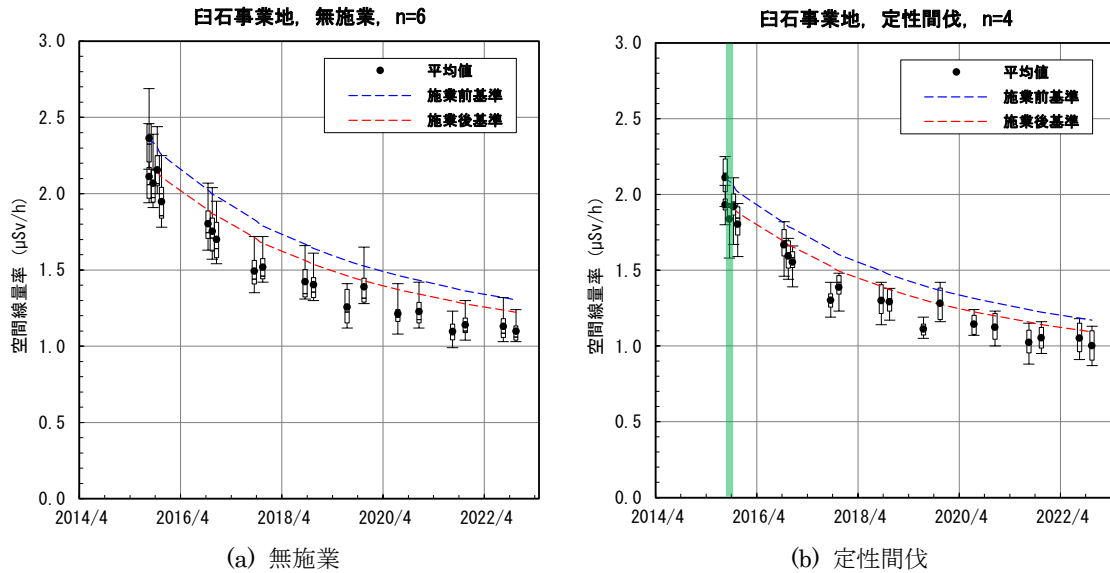 臼石事業地, 無施業, n=6
空間線量率 (μSv/h)
3.0
2.5
2.0
1.5
1.0
0.5
0.0
2014/4
2016/4
2018/4
2020/4
2022/4
平均値
施業前基準
施業後基準
(a) 無施業
臼石事業地, 定性間伐, n=4
空間線量率 (μSv/h)
3.0
2.5
2.0
1.5
1.0
0.5
0.0
2014/4
2016/4
2018/4
2020/4
2022/4
平均値
施業前基準
施業後基準
(b) 定性間伐